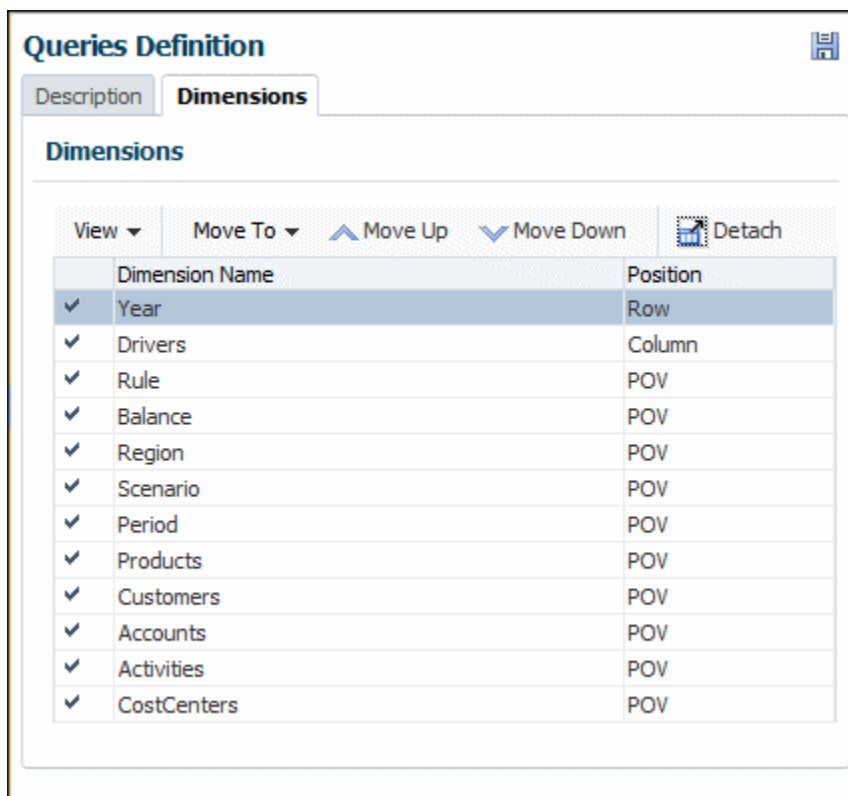 Queries Definition
Description Dimensions
Dimensions
View Move To Move Up Move Down Detach
Dimension Name Position
Year Row
Drivers Column
Rule POV
Balance POV
Region POV
Scenario POV
Period POV
Products POV
Customers POV
Accounts POV
Activities POV
CostCenters POV